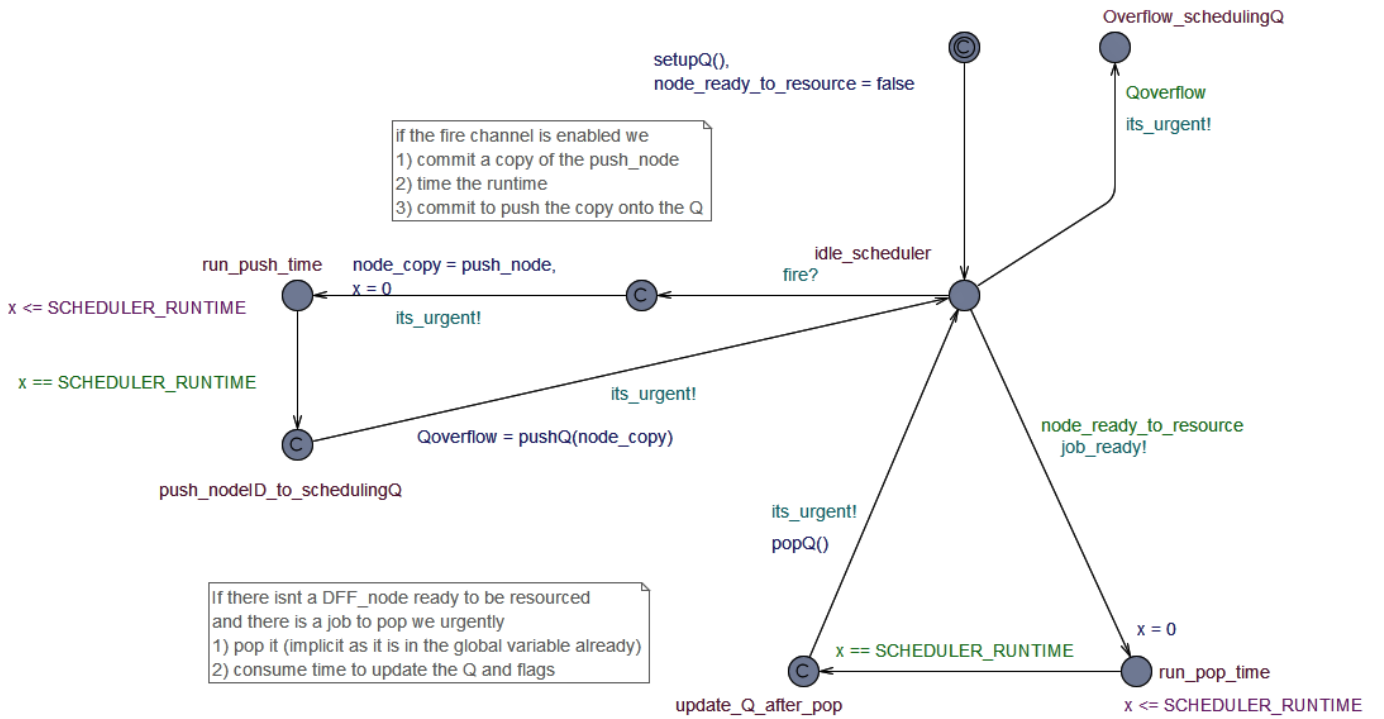 Overflow_schedulingQ
setupQ(),
node_ready_to_resource = false
C
Qoverflow
its_urgent!
if the fire channel is enabled we
1) commit a copy of the push_node
2) time the runtime
3) commit to push the copy onto the Q
idle_scheduler
fire?
run_push_time
node_copy = push_node,
x = 0
C
x <= SCHEDULER_RUNTIME
its_urgent!
x == SCHEDULER_RUNTIME
its_urgent!
C
Qoverflow = pushQ(node_copy)
push_nodeID_to_schedulingQ
node_ready_to_resource
job_ready!
its_urgent!
popQ()
If there isnt a DFF_node ready to be resourced
and there is a job to pop we urgently
1) pop it (implicit as it is in the global variable already)
2) consume time to update the Q and flags
x = 0
x == SCHEDULER_RUNTIME
C
run_pop_time
update_Q_after_pop
x <= SCHEDULER_RUNTIME